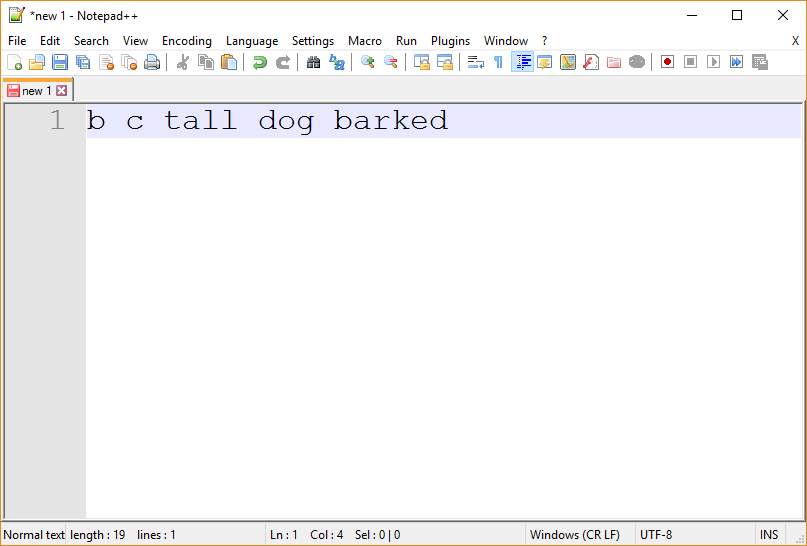 *new 1 - Notepad++
File Edit Search View Encoding Language Settings Macro Run Plugins Window ? X
new 1
1 b c tall dog barked
Normal text length : 19 lines : 1 Ln : 1 Col : 4 Sel : 0 | 0 Windows (CR LF) UTF-8 INS